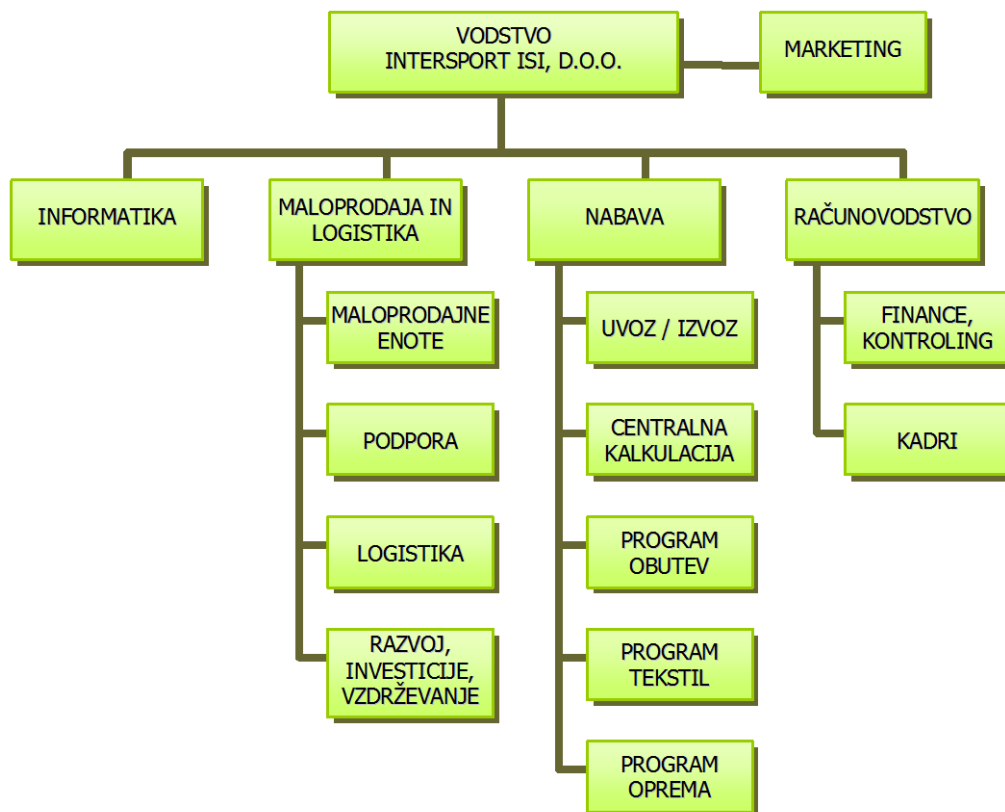 VODSTVO
INTERSPORT ISI, D.O.O.
MARKETING
INFORMATIKA
MALOPRODAJA IN
LOGISTIKA
NABAVA
RAČUNOVODSTVO
MALOPRODAJNE
ENOTE
PODPORA
LOGISTIKA
RAZVOJ,
INVESTICIJE,
VZDRŽEVANJE
UVOZ / IZVOZ
CENTRALNA
KALKULACIJA
PROGRAM
OBUTEV
PROGRAM
TEKSTIL
PROGRAM
OPREMA
FINANCE,
KONTROLING
KADRI